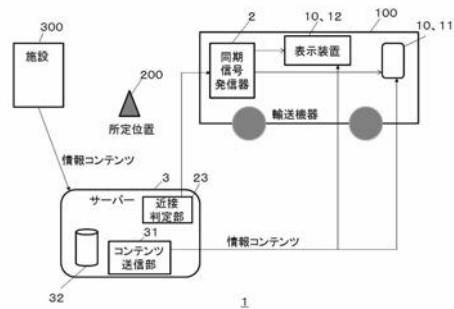 300
施設
200
所定位置
情報コンテンツ
2
10、12
100
10、11
同期
信号
発信器
表示装置
輸送機器
3
23
サーバー
近接
判定部
31
コンテンツ
送信部
32
情報コンテンツ
1